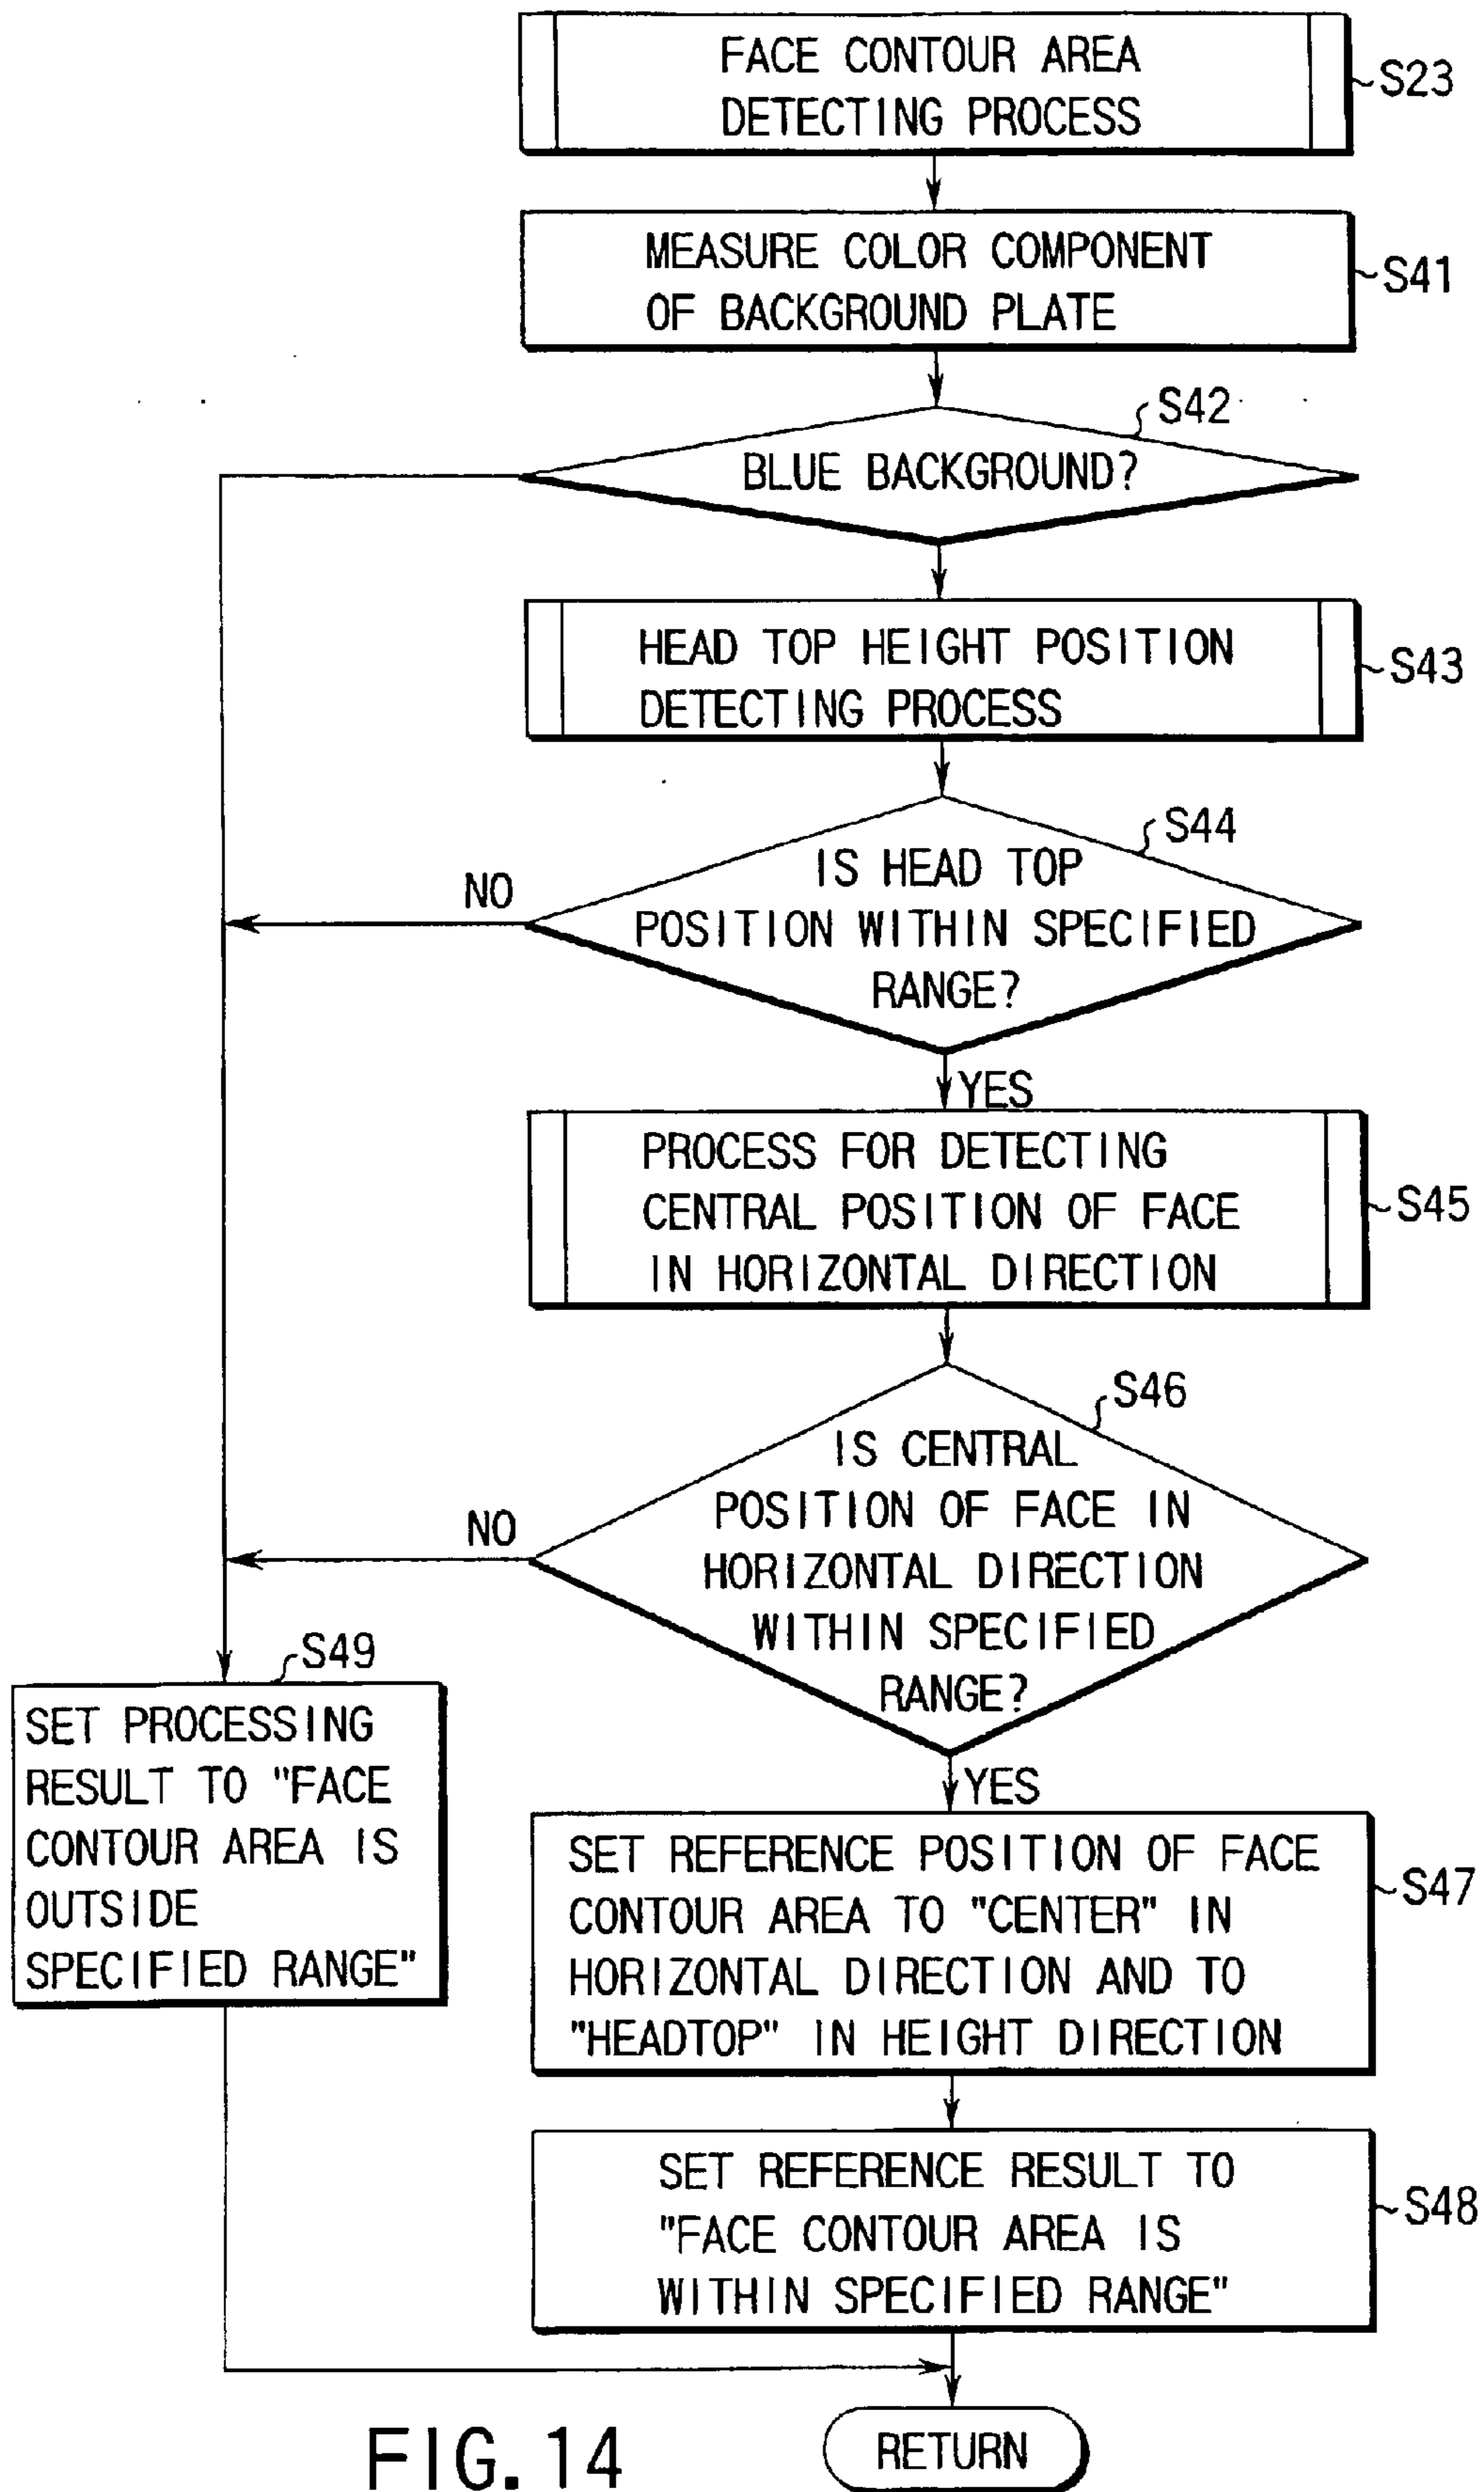 FACE CONTOUR AREA
DETECTING PROCESS
S23
MEASURE COLOR COMPONENT
OF BACKGROUND PLATE
S41
S42
BLUE BACKGROUND?
HEAD TOP HEIGHT POSITION
DETECTING PROCESS
S43
S44
IS HEAD TOP
POSITION WITHIN SPECIFIED
RANGE?
NO
YES
PROCESS FOR DETECTING
CENTRAL POSITION OF FACE
IN HORIZONTAL DIRECTION
S45
S46
IS CENTRAL
POSITION OF FACE IN
HORIZONTAL DIRECTION
WITHIN SPECIFIED
RANGE?
NO
YES
S49
SET PROCESSING
RESULT TO "FACE
CONTOUR AREA IS
OUTSIDE
SPECIFIED RANGE"
SET REFERENCE POSITION OF FACE
CONTOUR AREA TO "CENTER" IN
HORIZONTAL DIRECTION AND TO
"HEADTOP" IN HEIGHT DIRECTION
S47
SET REFERENCE RESULT TO
"FACE CONTOUR AREA IS
WITHIN SPECIFIED RANGE"
S48
RETURN
FIG. 14